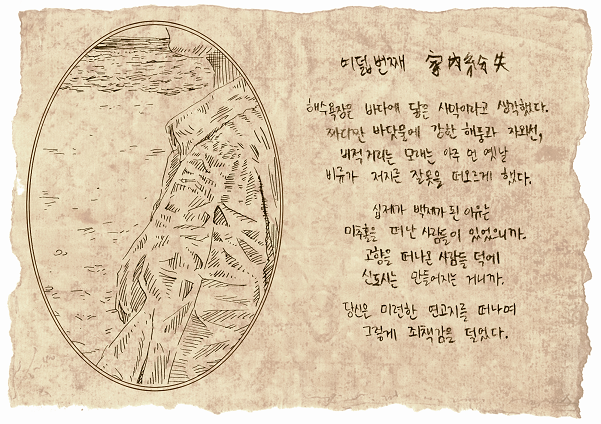 여덟번째 家内紛失
해수욕장은 바다에 닿은 사막이라고 생각했다.
짜디짠 바닷물에 강한 해풍과 자외선,
버적거리는 모래는 아주 먼 옛날
비류가 저지른 잘못을 떠오르게 했다.
십제가 백제가 된 이유는
미추홀을 떠난 사람들이 있었으니까.
고향을 떠나온 사람들 덕에
신도시는 만들어지는 거니까.
당신은 미련한 연고지를 떠나며
그렇게 죄책감을 덜었다.